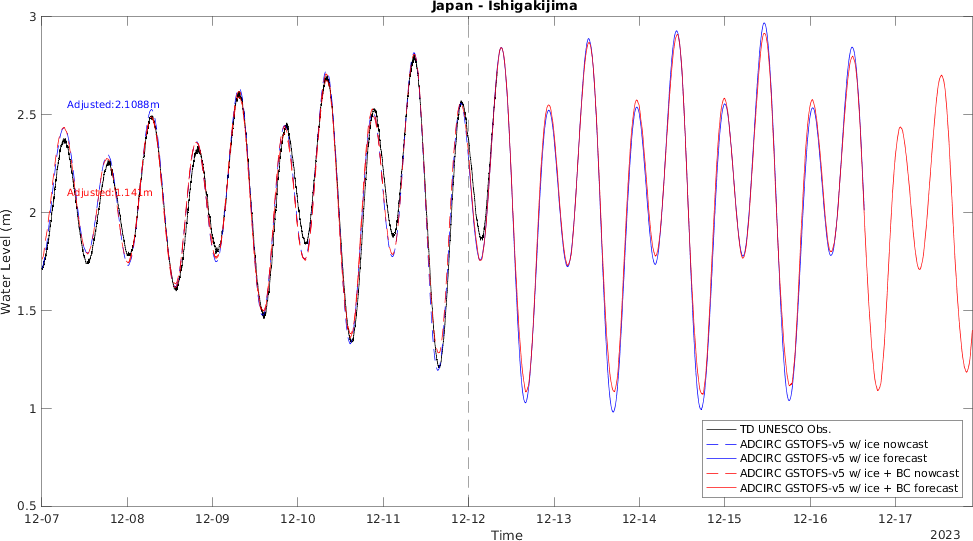 Japan - Ishigakijima
3
2.5
2
1.5
1
0.5
Water Level (m)
Adjusted:2.1088m
Adjusted:1.141m
TD UNESCO Obs.
ADCIRC GSTOFS-v5 w/ ice nowcast
ADCIRC GSTOFS-v5 w/ ice forecast
ADCIRC GSTOFS-v5 w/ ice + BC nowcast
ADCIRC GSTOFS-v5 w/ ice + BC forecast
12-07 12-08 12-09 12-10 12-11 12-12 12-13 12-14 12-15 12-16 12-17
Time
2023